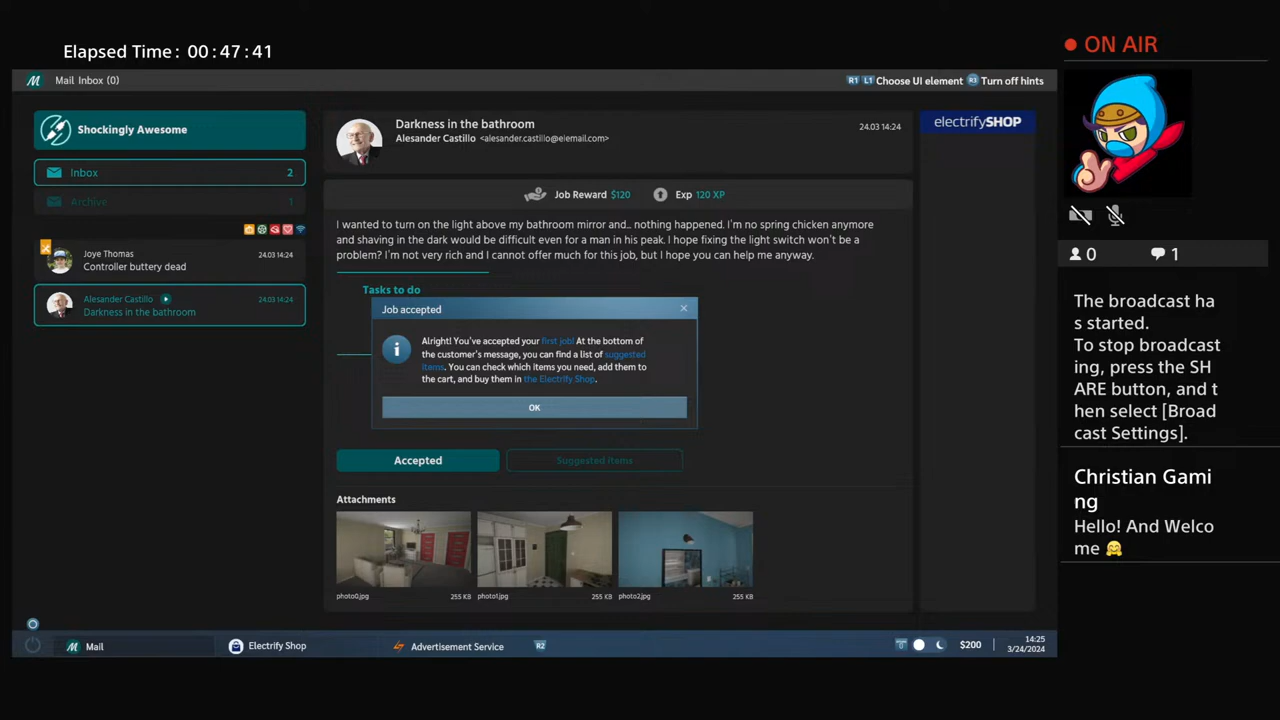 Elapsed Time: 00:47:41
ON AIR
Mail Inbox (0)
R1 L1 Choose UI element R3 Turn off hints
Shockingly Awesome
Inbox 2
Archive 1
Joye Thomas 24.03 14:24
Controller buttery dead
Alesander Castillo 24.03 14:24
Darkness in the bathroom
Darkness in the bathroom
Alesander Castillo <alesander.castillo@eiemail.com> 24.03 14:24
Job Reward $120 Exp 120 XP
I wanted to turn on the light above my bathroom mirror and... nothing happened. I'm no spring chicken anymore
and shaving in the dark would be difficult even for a man in his peak. I hope fixing the light switch won't be a
problem? I'm not very rich and I cannot offer much for this job, but I hope you can help me anyway.
Tasks to do
Job accepted
Alright! You've accepted your first job! At the bottom of
the customer's message, you can find a list of suggested
items. You can check which items you need, add them to
the cart, and buy them in the Electrify Shop.
OK
Accepted
Suggested items
Attachments
photo0.jpg 255 KB
photo1.jpg 255 KB
photo2.jpg 255 KB
electrifySHOP
Mail
Electrify Shop
Advertisement Service
R2
$200
14:25
3/24/2024
0
1
The broadcast ha
s started.
To stop broadcast
ing, press the SH
ARE button, and t
hen select [Broad
cast Settings].
Christian Gami
ng
Hello! And Welco
me 🤗